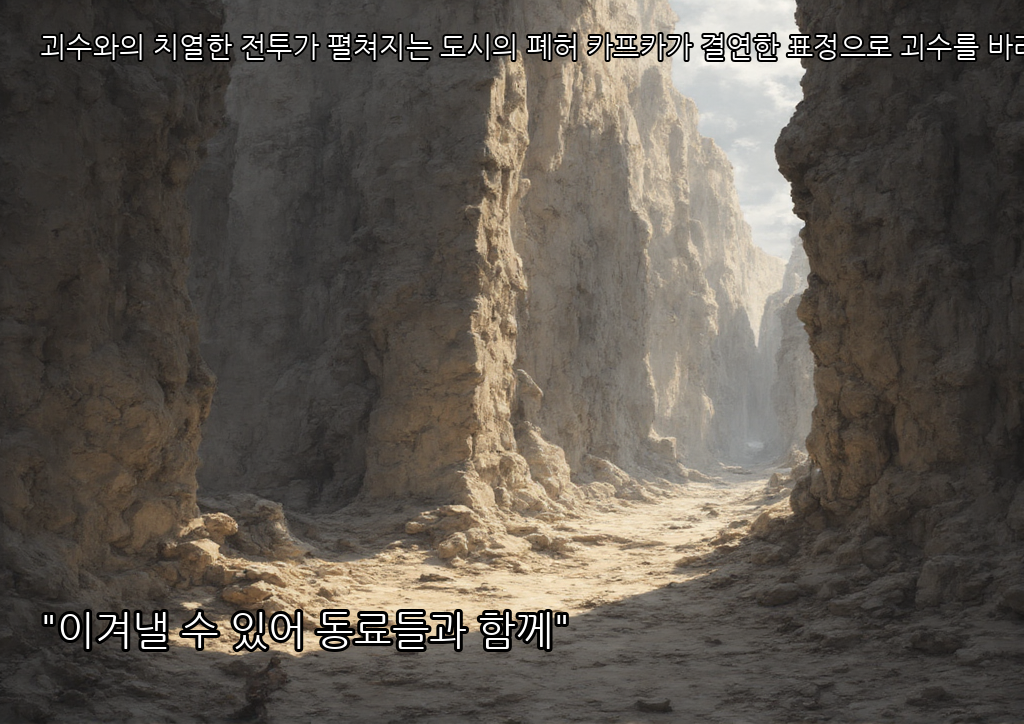 괴수와의 치열한 전투가 펼쳐지는 도시의 폐허 카프카가 결연한 표정으로 괴수를
"이겨낼 수 있어 동료들과 함께"